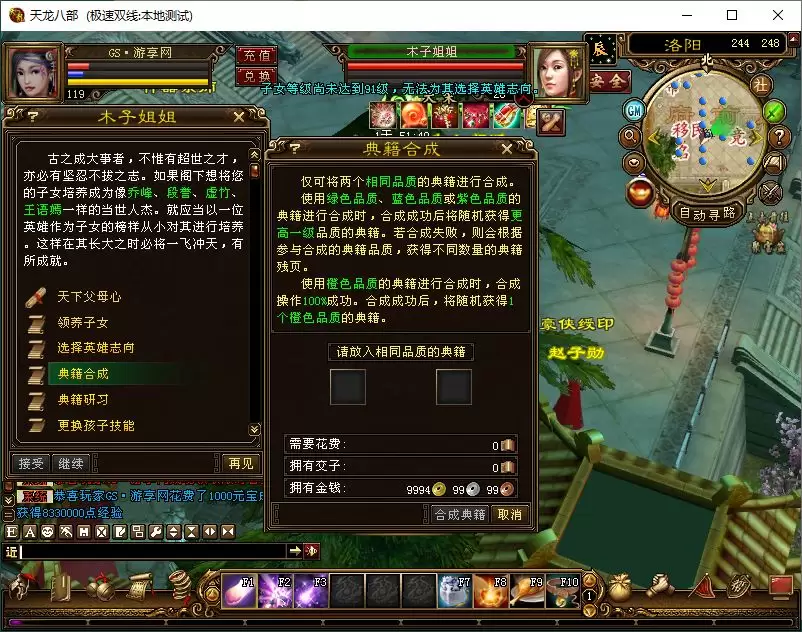 天龙八部 (极速双线:本地测试)
GS·游享网
119
充值
兑换
木子姐姐
子女等级尚未达到91级，无法为其选择英雄志向。
安全
辰
洛阳 244 248
北
社
GM
自动寻路
木子姐姐
古之成大事者，不惟有超世之才，
亦必有坚忍不拔之志。如果阁下想将您
的子女培养成为像乔峰、段誉、虚竹、
王语嫣一样的当世人杰。就应当以一位
英雄作为子女的榜样从小对其进行培养
。这样在其长大之时必将一飞冲天，有
所成就。
天下父母心
领养子女
选择英雄志向
典籍合成
典籍研习
更换孩子技能
接受 继续 再见
典籍合成
仅可将两个相同品质的典籍进行合成。
使用绿色品质、蓝色品质或紫色品质的
典籍进行合成时，合成成功后将随机获得更
高一级品质的典籍。若合成失败，则会根据
参与合成的典籍品质，获得不同数量的典籍
残页。
使用橙色品质的典籍进行合成时，合成
操作100%成功。合成成功后，将随机获得1
个橙色品质的典籍。
请放入相同品质的典籍
需要花费: 0
拥有交子: 0
拥有金钱: 9994 99 99
合成典籍 取消
豪侠绶印
赵子勋
恭喜玩家GS·游享网花费了1000元宝
获得8330000点经验
近
F1 F2 F3 F7 F8 F9 F10
1